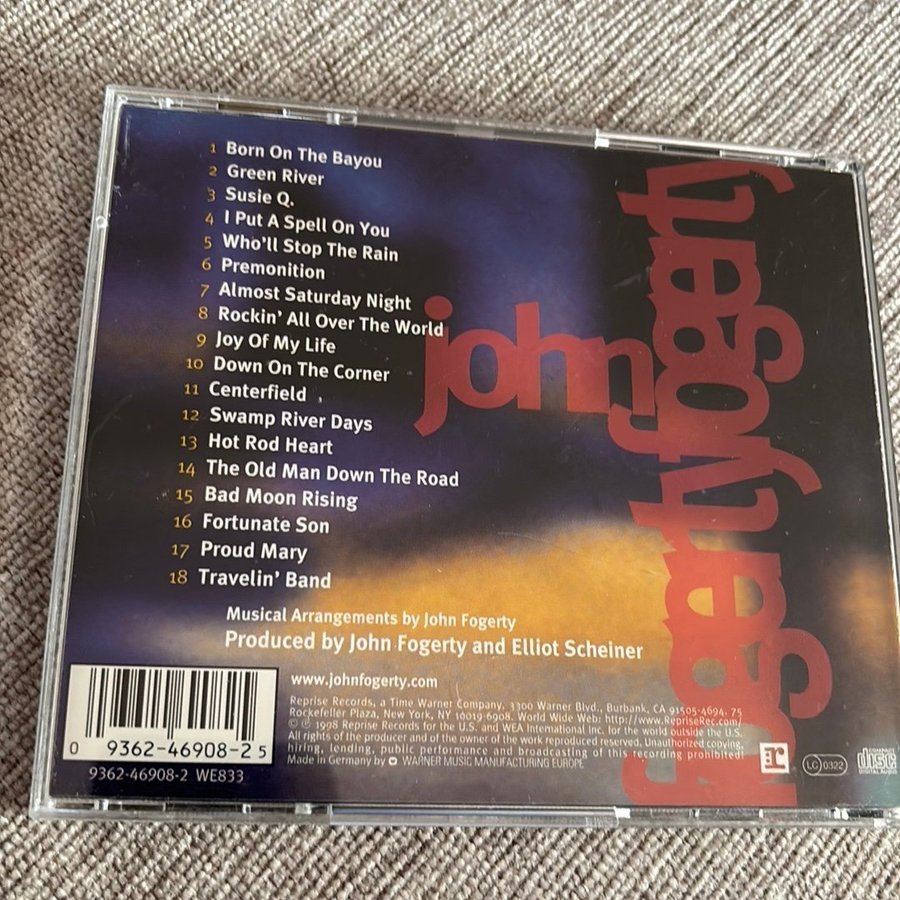 1 Born On The Bayou
2 Green River
3 Susie Q.
4 I Put A Spell On You
5 Who'll Stop The Rain
6 Premonition
7 Almost Saturday Night
8 Rockin' All Over The World
9 Joy Of My Life
10 Down On The Corner
11 Centerfield
12 Swamp River Days
13 Hot Rod Heart
14 The Old Man Down The Road
15 Bad Moon Rising
16 Fortunate Son
17 Proud Mary
18 Travelin' Band
john
fogerty
fogerty
Musical Arrangements by John Fogerty
Produced by John Fogerty and Elliot Scheiner
www.johnfogerty.com
Reprise Records, a Time Warner Company, 3300 Warner Blvd., Burbank, CA 91505-4694. 75
Rockefeller Plaza, New York, NY 10019-6908. World Wide Web: http://www.RepriseRec.com/
© ℗ 1998 Reprise Records for the U.S. and WEA International Inc. for the world outside the U.S.
All rights of the producer and of the owner of the work reproduced reserved. Unauthorized copying,
hiring, lending, public performance and broadcasting of this recording prohibited!
Made in Germany by WARNER MUSIC MANUFACTURING EUROPE
0 9362-46908-2 5
9362-46908-2 WE833
LC 0322
COMPACT
disc
DIGITAL AUDIO